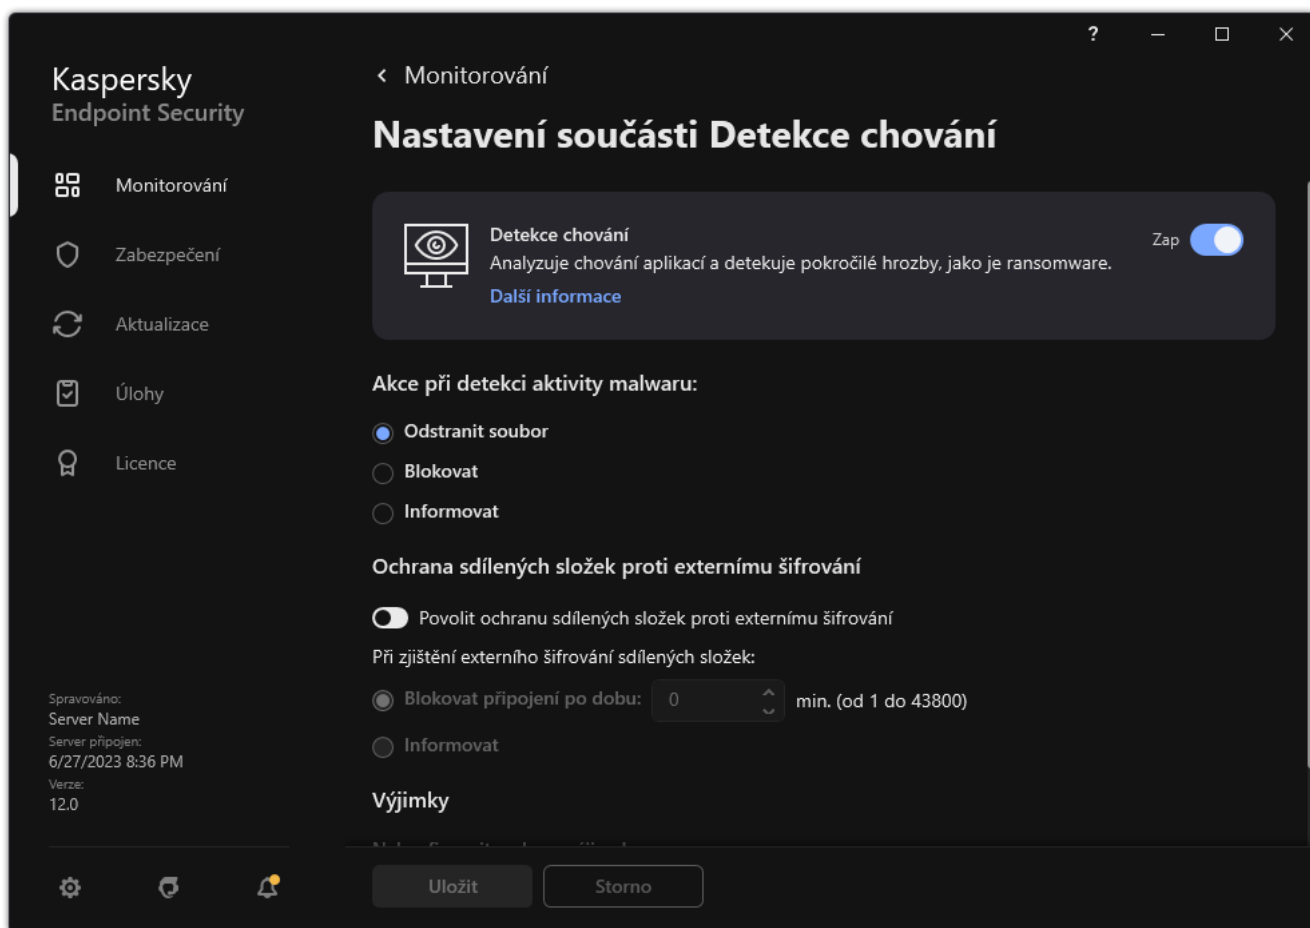 ?
Kaspersky
Endpoint Security
Monitorování
Zabezpečení
Aktualizace
Úlohy
Licence
Spravováno:
Server Name
Server připojen:
6/27/2023 8:36 PM
Verze:
12.0
Monitorování
Nastavení součásti Detekce chování
Detekce chování
Zap
Analyzuje chování aplikací a detekuje pokročilé hrozby, jako je ransomware.
Další informace
Akce při detekci aktivity malwaru:
Odstranit soubor
Blokovat
Informovat
Ochrana sdílených složek proti externímu šifrování
Povolit ochranu sdílených složek proti externímu šifrování
Při zjištění externího šifrování sdílených složek:
Blokovat připojení po dobu: 0 min. (od 1 do 43800)
Informovat
Výjimky
Uložit
Storno